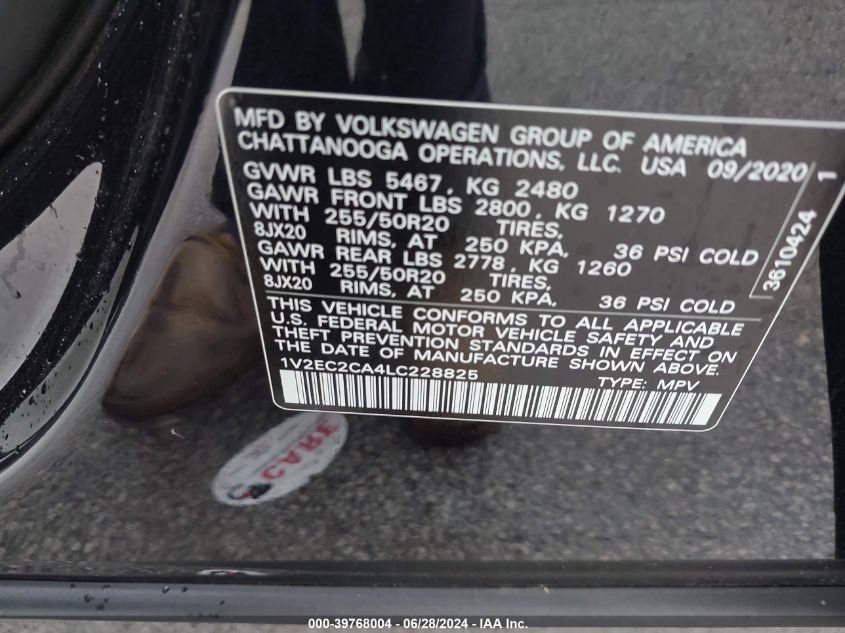 MFD BY VOLKSWAGEN GROUP OF AMERICA
CHATTANOOGA OPERATIONS, LLC. USA 09/2020
GVWR LBS 5467, KG 2480
GAWR FRONT LBS 2800, KG 1270
WITH 255/50R20 TIRES,
8JX20 RIMS, AT 250 KPA, 36 PSI COLD
GAWR REAR LBS 2778, KG 1260
WITH 255/50R20 TIRES,
8JX20 RIMS, AT 250 KPA, 36 PSI COLD
THIS VEHICLE CONFORMS TO ALL APPLICABLE
U.S. FEDERAL MOTOR VEHICLE SAFETY AND
THEFT PREVENTION STANDARDS IN EFFECT ON
THE DATE OF MANUFACTURE SHOWN ABOVE.
1V2EC2CA4LC228825 TYPE: MPV
3610424
1
CARE
000-39768004 - 06/28/2024 - IAA Inc.